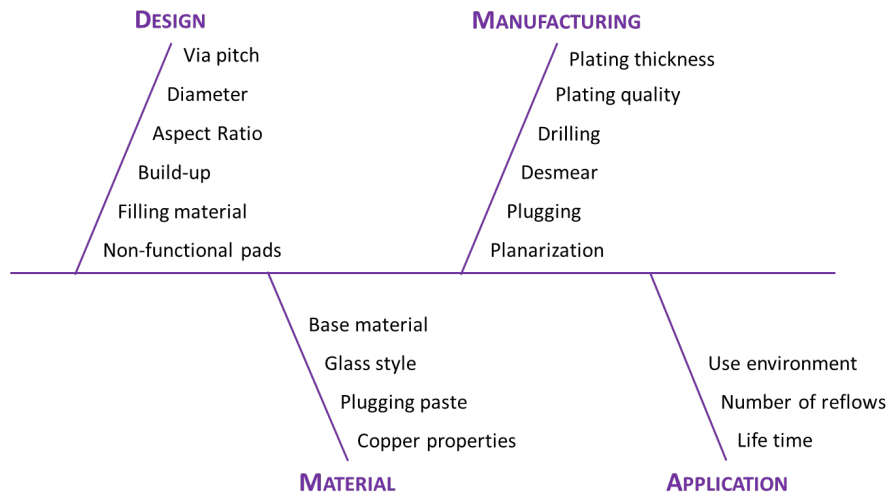 DESIGN
Via pitch
Diameter
Aspect Ratio
Build-up
Filling material
Non-functional pads
MANUFACTURING
Plating thickness
Plating quality
Drilling
Desmear
Plugging
Planarization
Base material
Glass style
Plugging paste
Copper properties
MATERIAL
Use environment
Number of reflows
Life time
APPLICATION